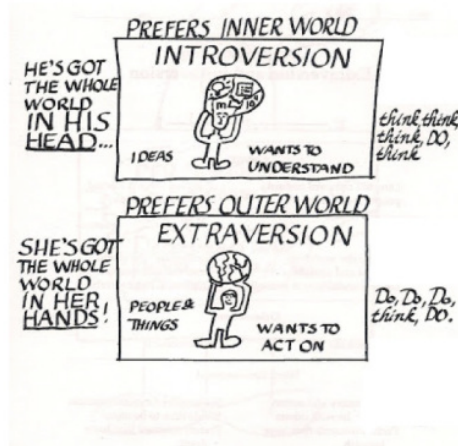 PREFERS INNER WORLD
INTROVERSION
HE'S GOT
THE WHOLE
WORLD
IN HIS
HEAD...
IDEAS
WANTS TO
UNDERSTAND
think, think,
think, DO,
think
PREFERS OUTER WORLD
EXTRAVERSION
SHE'S GOT
THE WHOLE
WORLD
IN HER
HANDS!
PEOPLE &
THINGS
WANTS TO
ACT ON
Do, Do, Do,
think, DO.